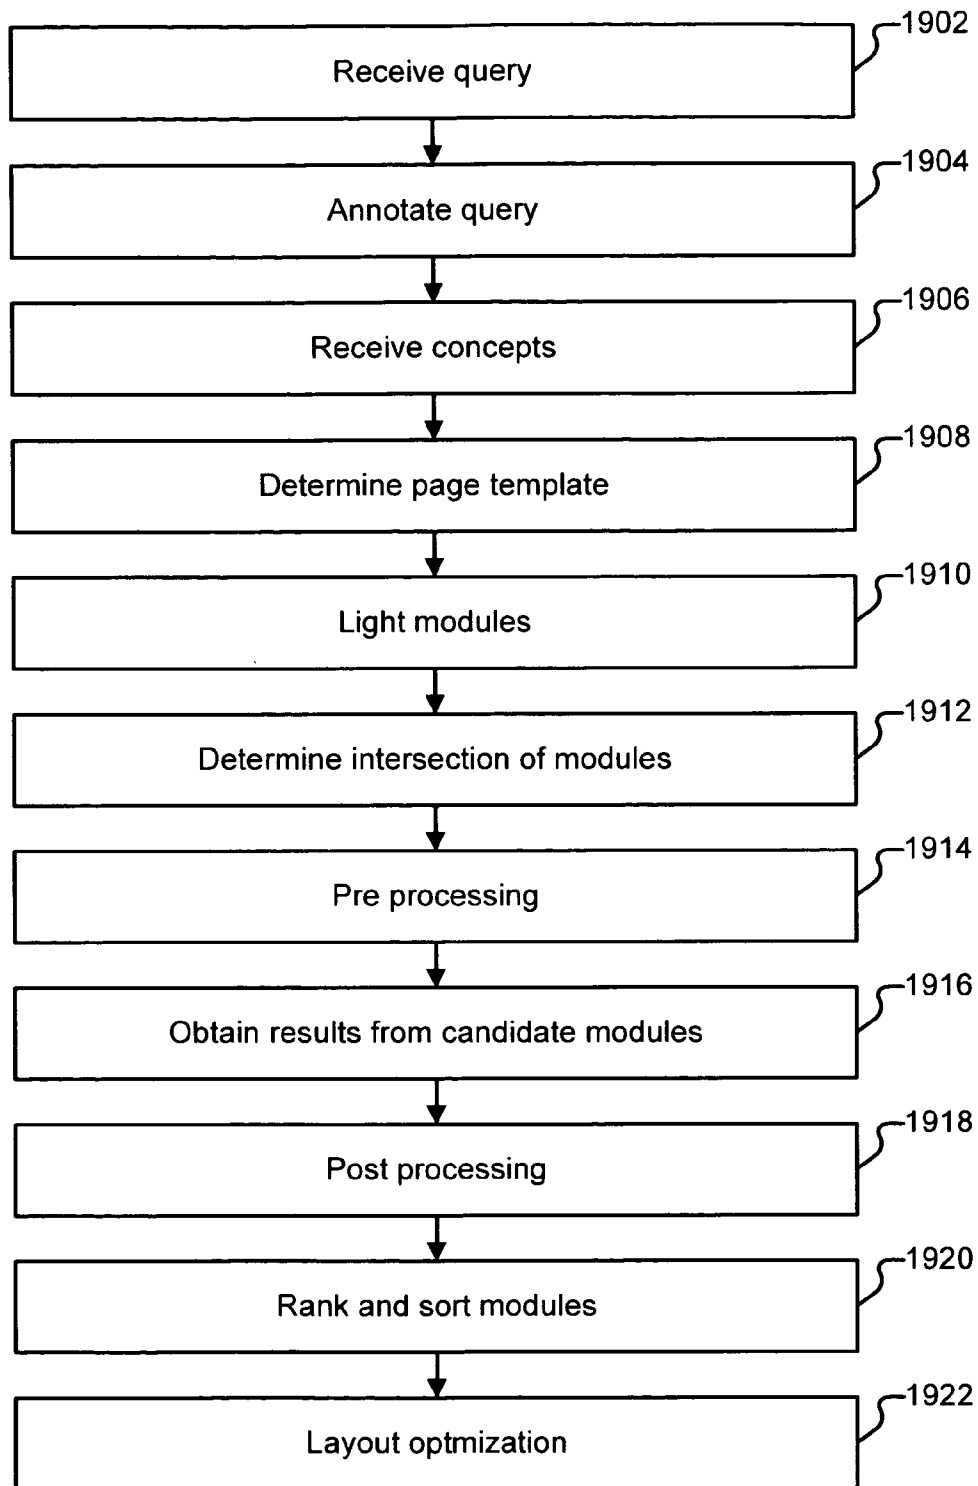 1902
Receive query
1904
Annotate query
1906
Receive concepts
1908
Determine page template
1910
Light modules
1912
Determine intersection of modules
1914
Pre processing
1916
Obtain results from candidate modules
1918
Post processing
1920
Rank and sort modules
1922
Layout optmization